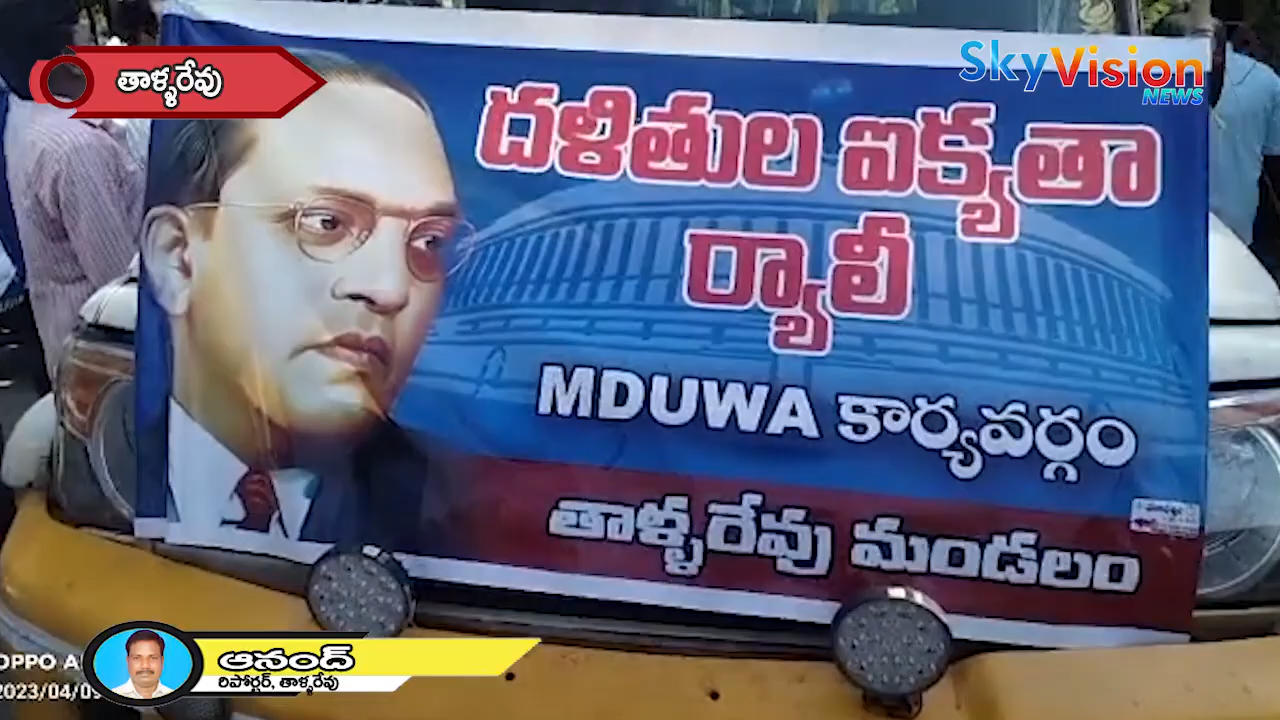 తాళ్ళరేవు
SkyVision
NEWS
దళితుల ఐక్యతా
ర్యాలీ
MDUWA కార్యవర్గం
తాళ్ళరేవు మండలం
ఆనంద్
రిపోర్టర్, తాళ్ళరేవు
OPPO
2023/04/09